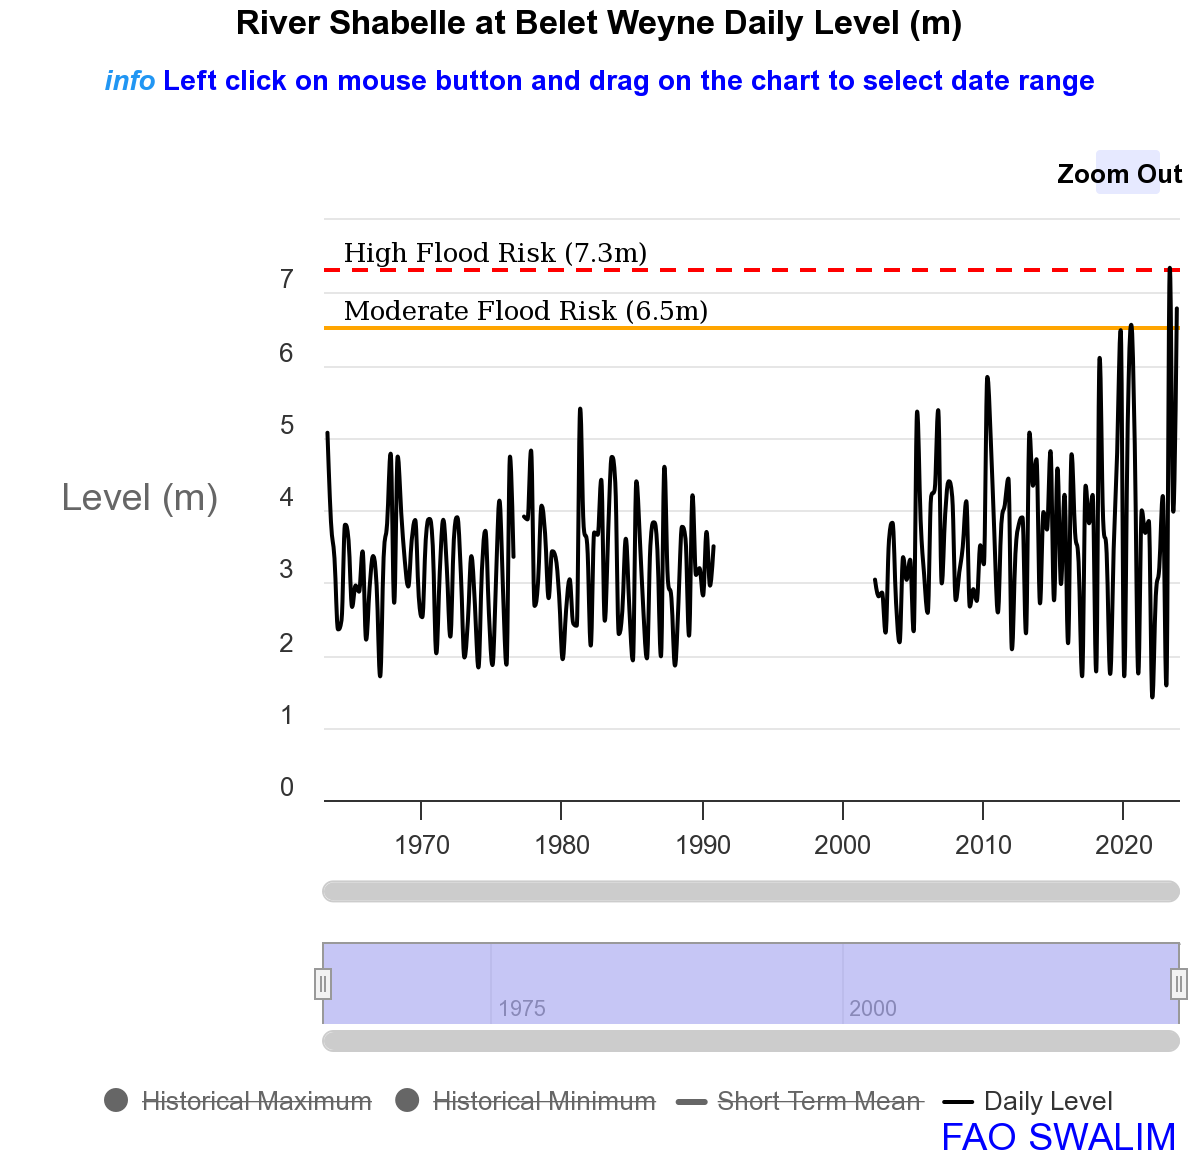 River Shabelle at Belet Weyne Daily Level (m)
info Left click on mouse button and drag on the chart to select date range
Zoom Out
High Flood Risk (7.3m)
7
Moderate Flood Risk (6.5m)
6
5
Level (m)
4
3
2
1
0
1970 1980 1990 2000 2010 2020
1975 2000
Historical Maximum Historical Minimum Short Term Mean Daily Level
FAO SWALIM